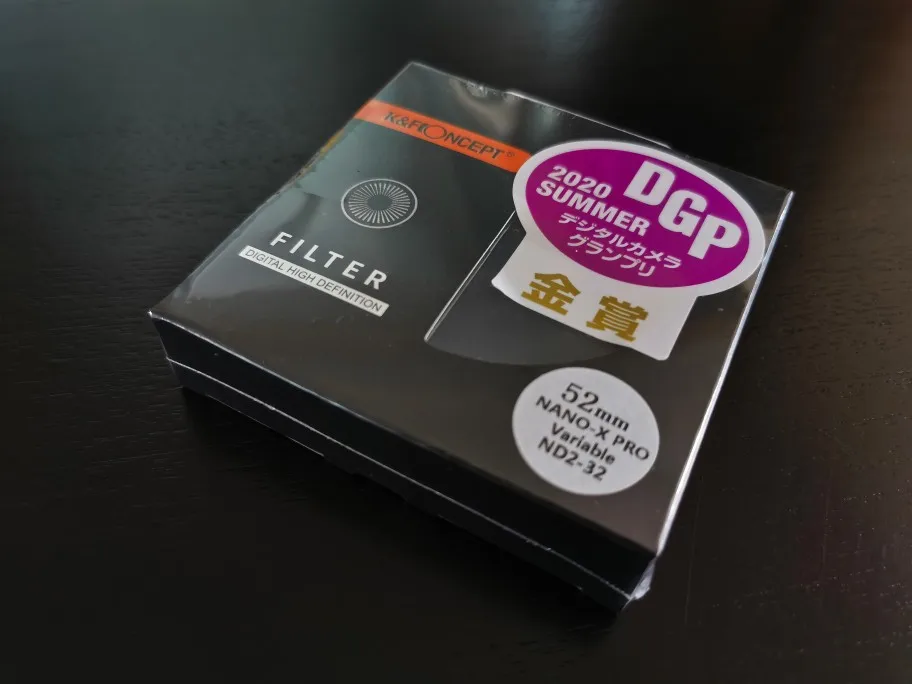 K&F CONCEPT®
FILTER
DIGITAL HIGH DEFINITION
2020
SUMMER
DGP
デジタルカメラ
グランプリ
金賞
52mm
NANO-X PRO
Variable
ND2-32